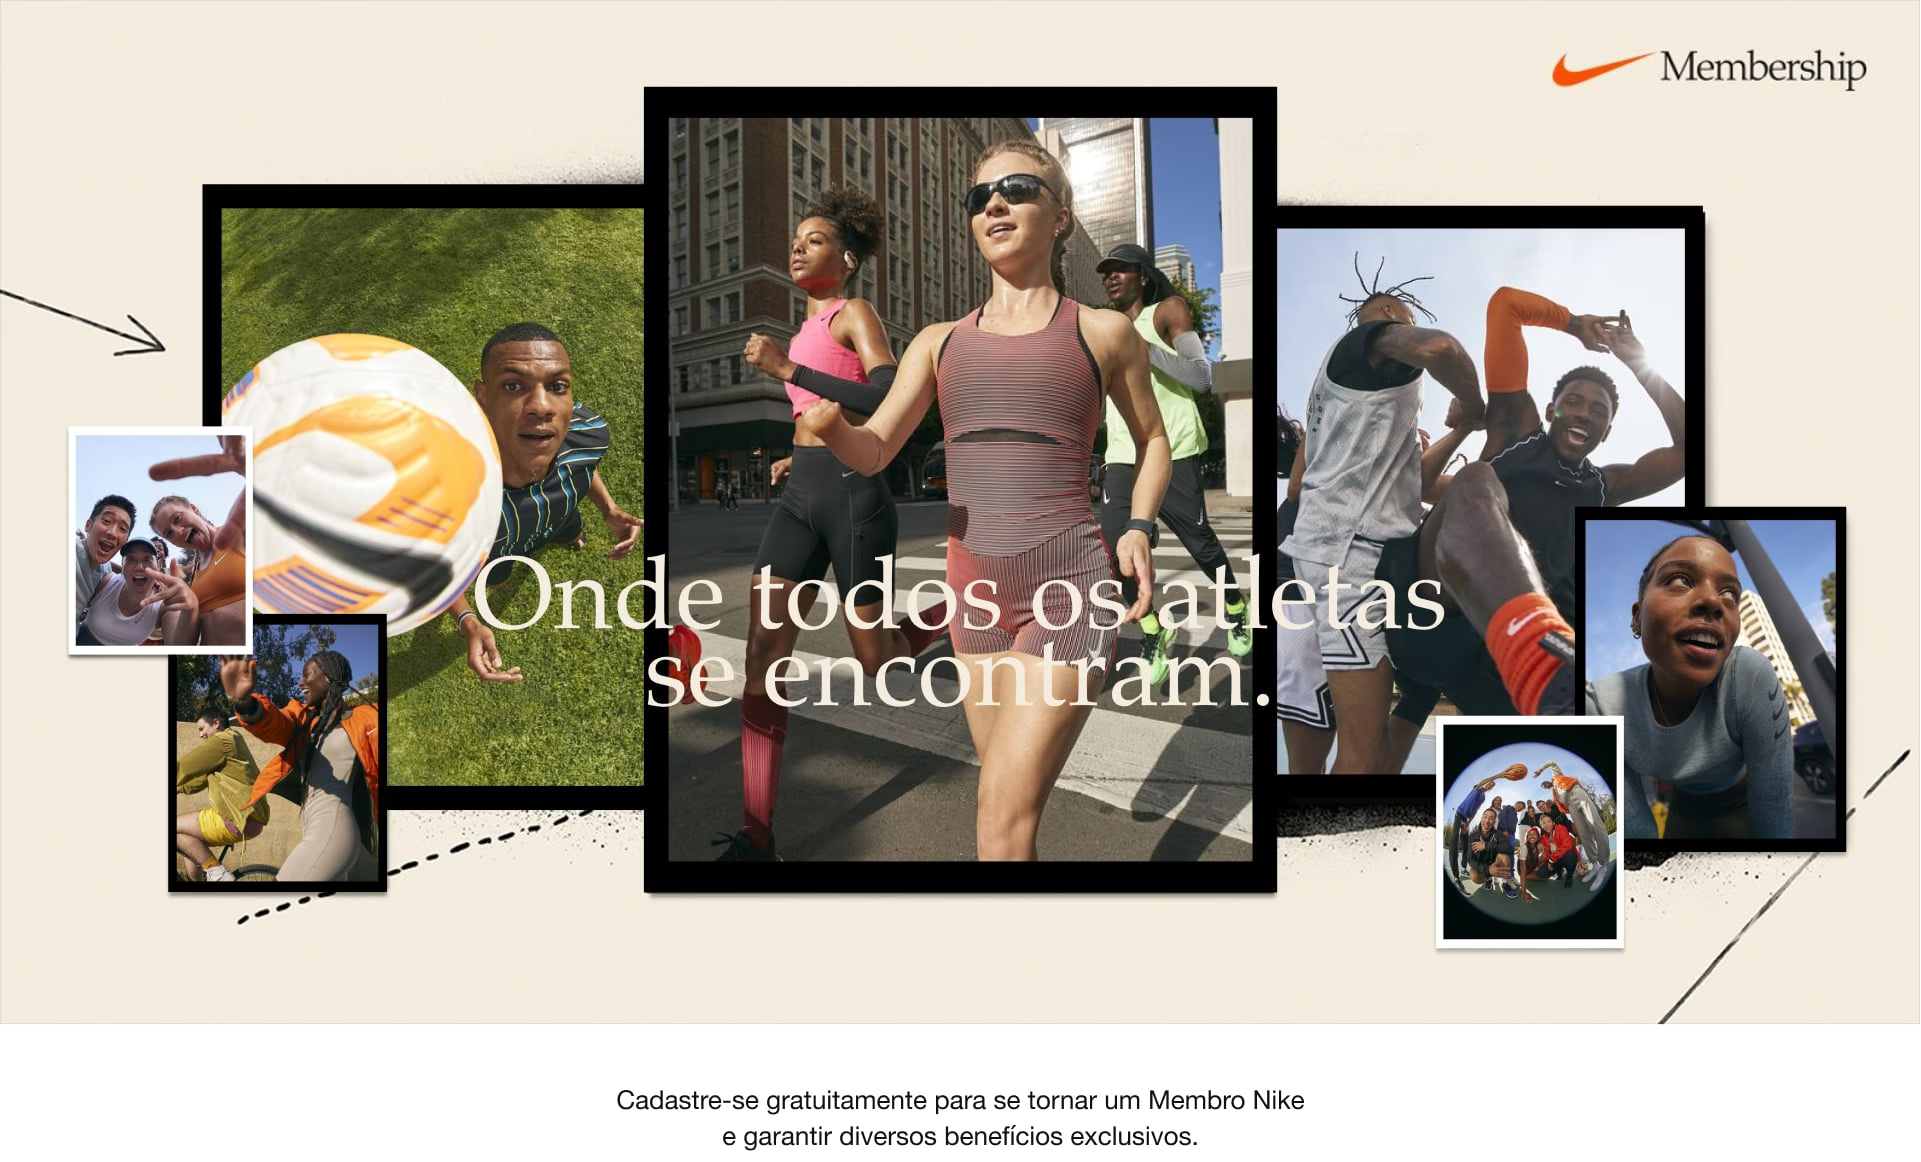 Membership
Onde todos os atletas
se encontram.
Cadastre-se gratuitamente para se tornar um Membro Nike
e garantir diversos benefícios exclusivos.